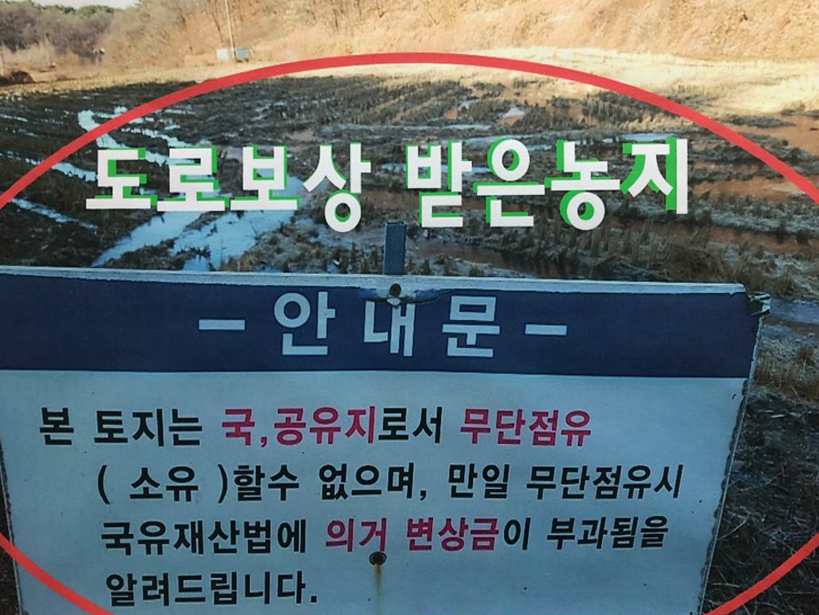 도로보상 받은농지
- 안내문 -
본 토지는 국,공유지로서 무단점유
( 소유 )할수 없으며, 만일 무단점유시
국유재산법에 의거 변상금이 부과됨을
알려드립니다.